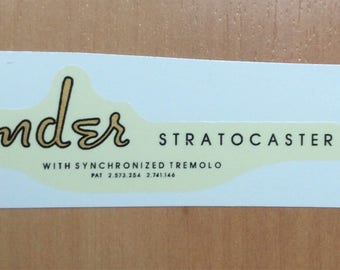 nder STRATOCASTER
WITH SYNCHRONIZED TREMOLO
PAT 2.573.254 2.741.146